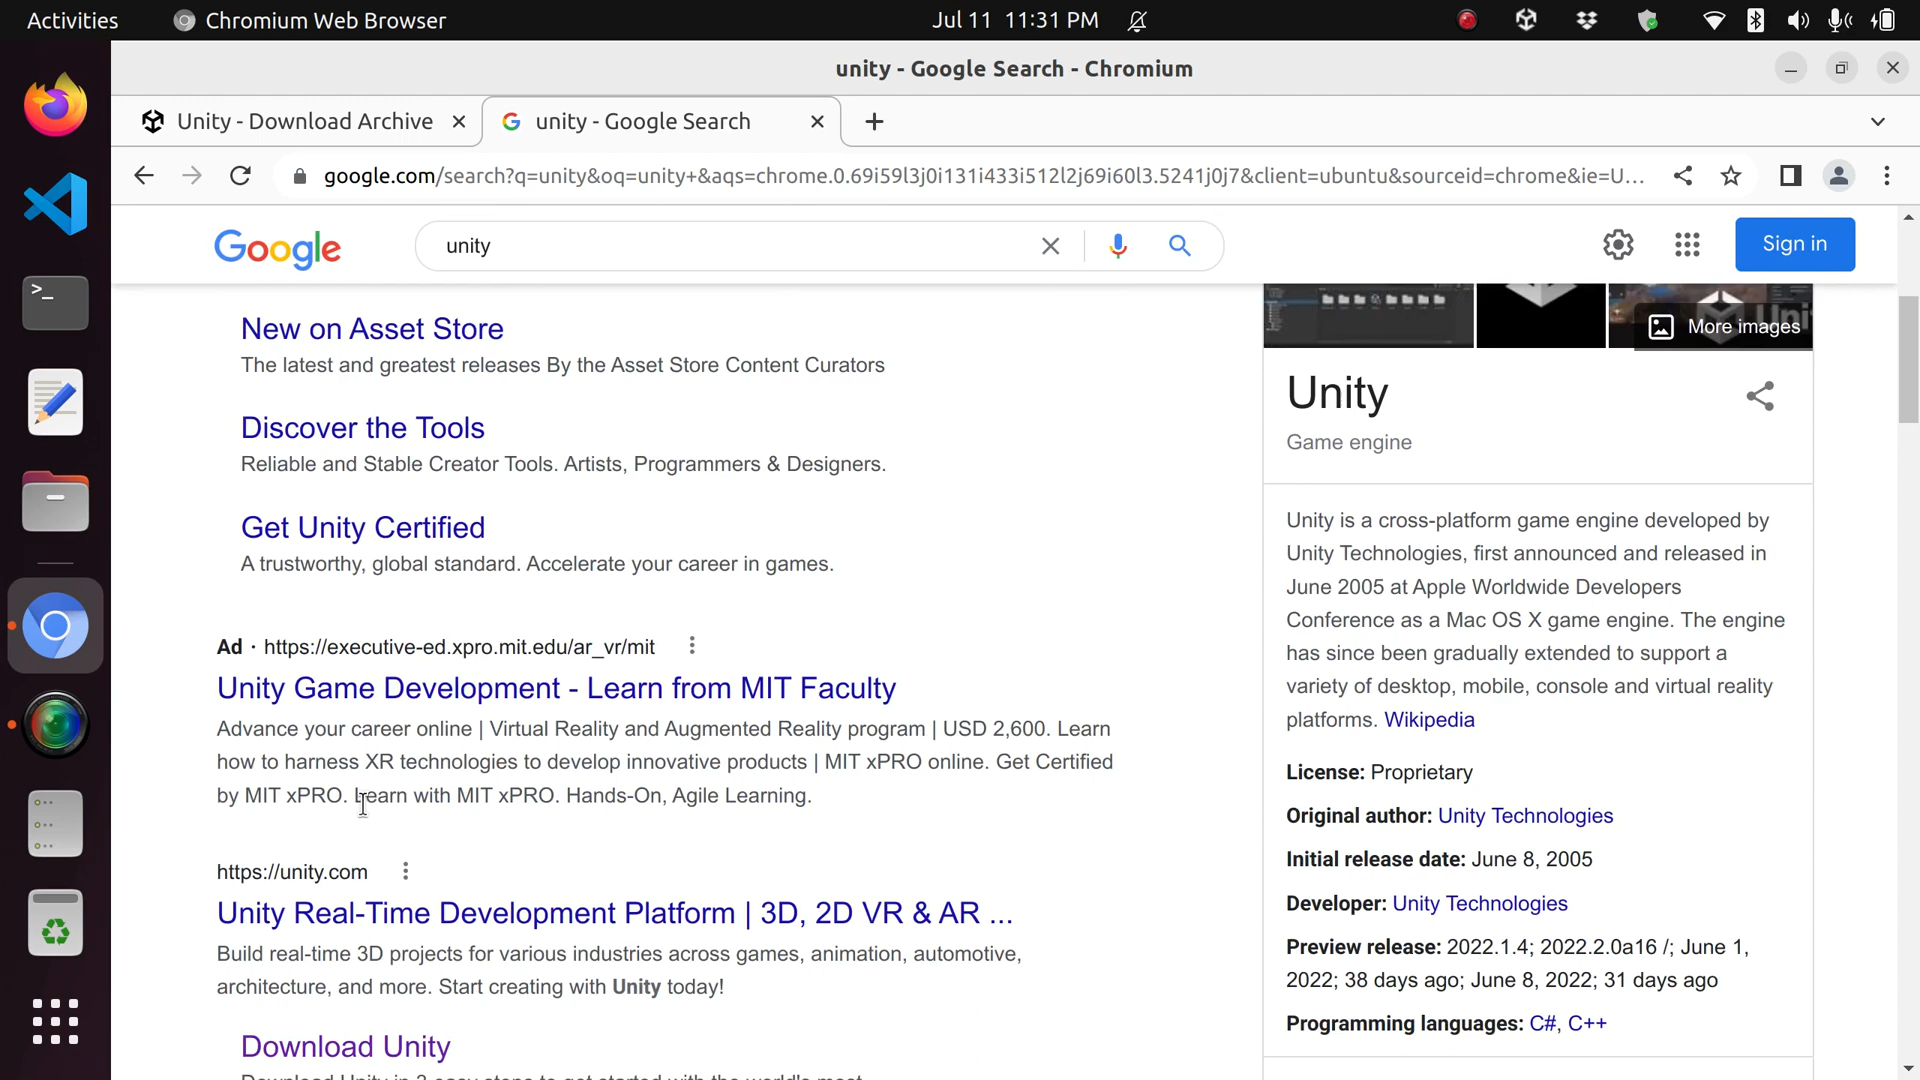 Activities Chromium Web Browser Jul 11 11:31 PM
unity - Google Search - Chromium
Unity - Download Archive unity - Google Search
google.com/search?q=unity&oq=unity+&aqs=chrome.0.69i59l3j0i131i433i512l2j69i60l3.5241j0j7&client=ubuntu&sourceid=chrome&ie=U...
Google unity Sign in
New on Asset Store
The latest and greatest releases By the Asset Store Content Curators
Discover the Tools
Reliable and Stable Creator Tools. Artists, Programmers & Designers.
Get Unity Certified
A trustworthy, global standard. Accelerate your career in games.
Ad · https://executive-ed.xpro.mit.edu/ar_vr/mit
Unity Game Development - Learn from MIT Faculty
Advance your career online | Virtual Reality and Augmented Reality program | USD 2,600. Learn
how to harness XR technologies to develop innovative products | MIT xPRO online. Get Certified
by MIT xPRO. Learn with MIT xPRO. Hands-On, Agile Learning.
https://unity.com
Unity Real-Time Development Platform | 3D, 2D VR & AR ...
Build real-time 3D projects for various industries across games, animation, automotive,
architecture, and more. Start creating with Unity today!
Download Unity
Download Unity in 3 easy steps to get started with the world's most
More images
Unity
Game engine
Unity is a cross-platform game engine developed by
Unity Technologies, first announced and released in
June 2005 at Apple Worldwide Developers
Conference as a Mac OS X game engine. The engine
has since been gradually extended to support a
variety of desktop, mobile, console and virtual reality
platforms. Wikipedia
License: Proprietary
Original author: Unity Technologies
Initial release date: June 8, 2005
Developer: Unity Technologies
Preview release: 2022.1.4; 2022.2.0a16 /; June 1,
2022; 38 days ago; June 8, 2022; 31 days ago
Programming languages: C#, C++